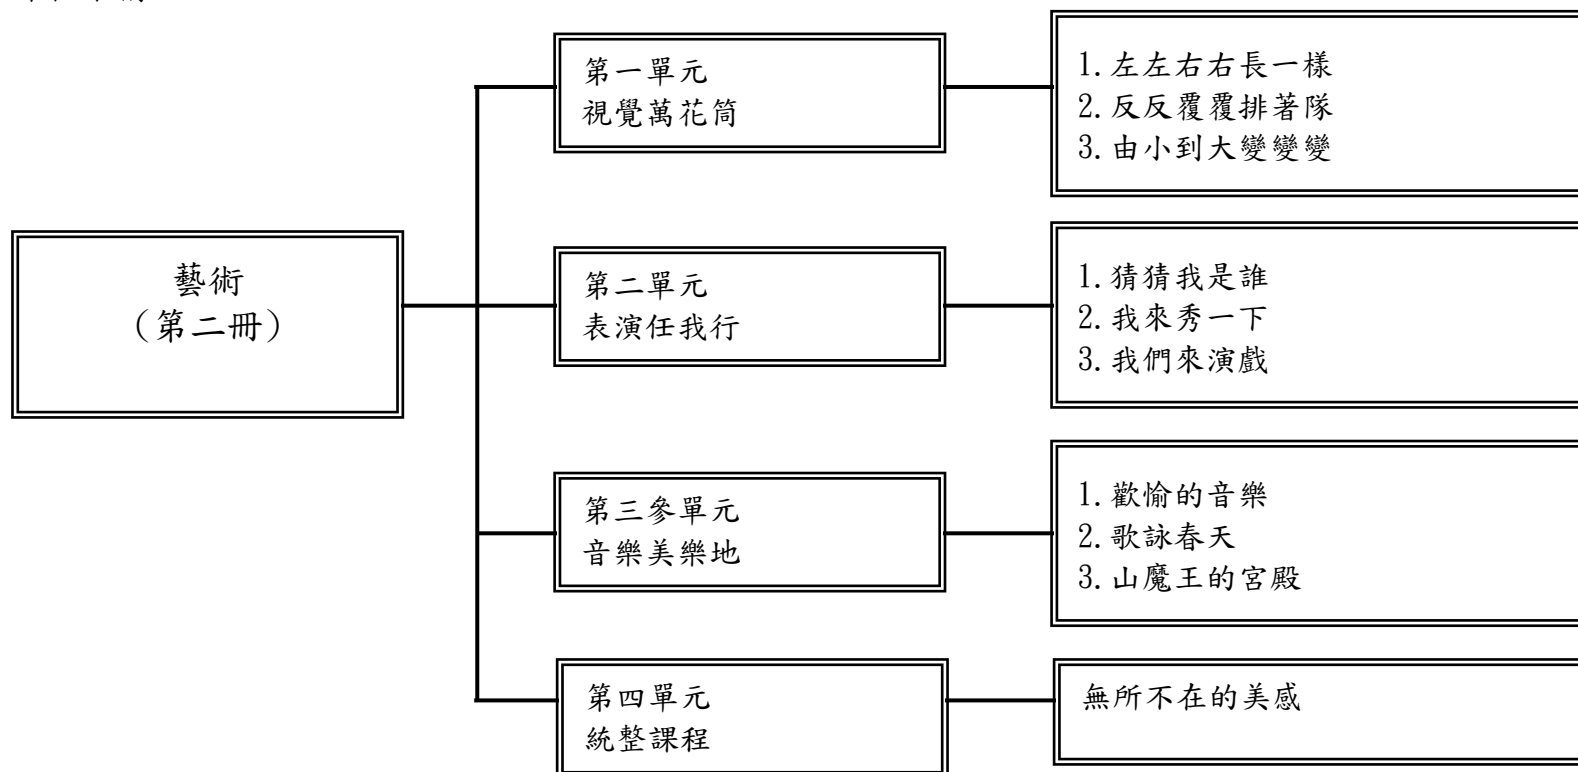 藝術
（第二冊）
第一單元
視覺萬花筒
1.左左右右長一樣
2.反反覆覆排著隊
3.由小到大變變變
第二單元
表演任我行
1.猜猜我是誰
2.我來秀一下
3.我們來演戲
第三參單元
音樂美樂地
1.歡愉的音樂
2.歌詠春天
3.山魔王的宮殿
第四單元
統整課程
無所不在的美感